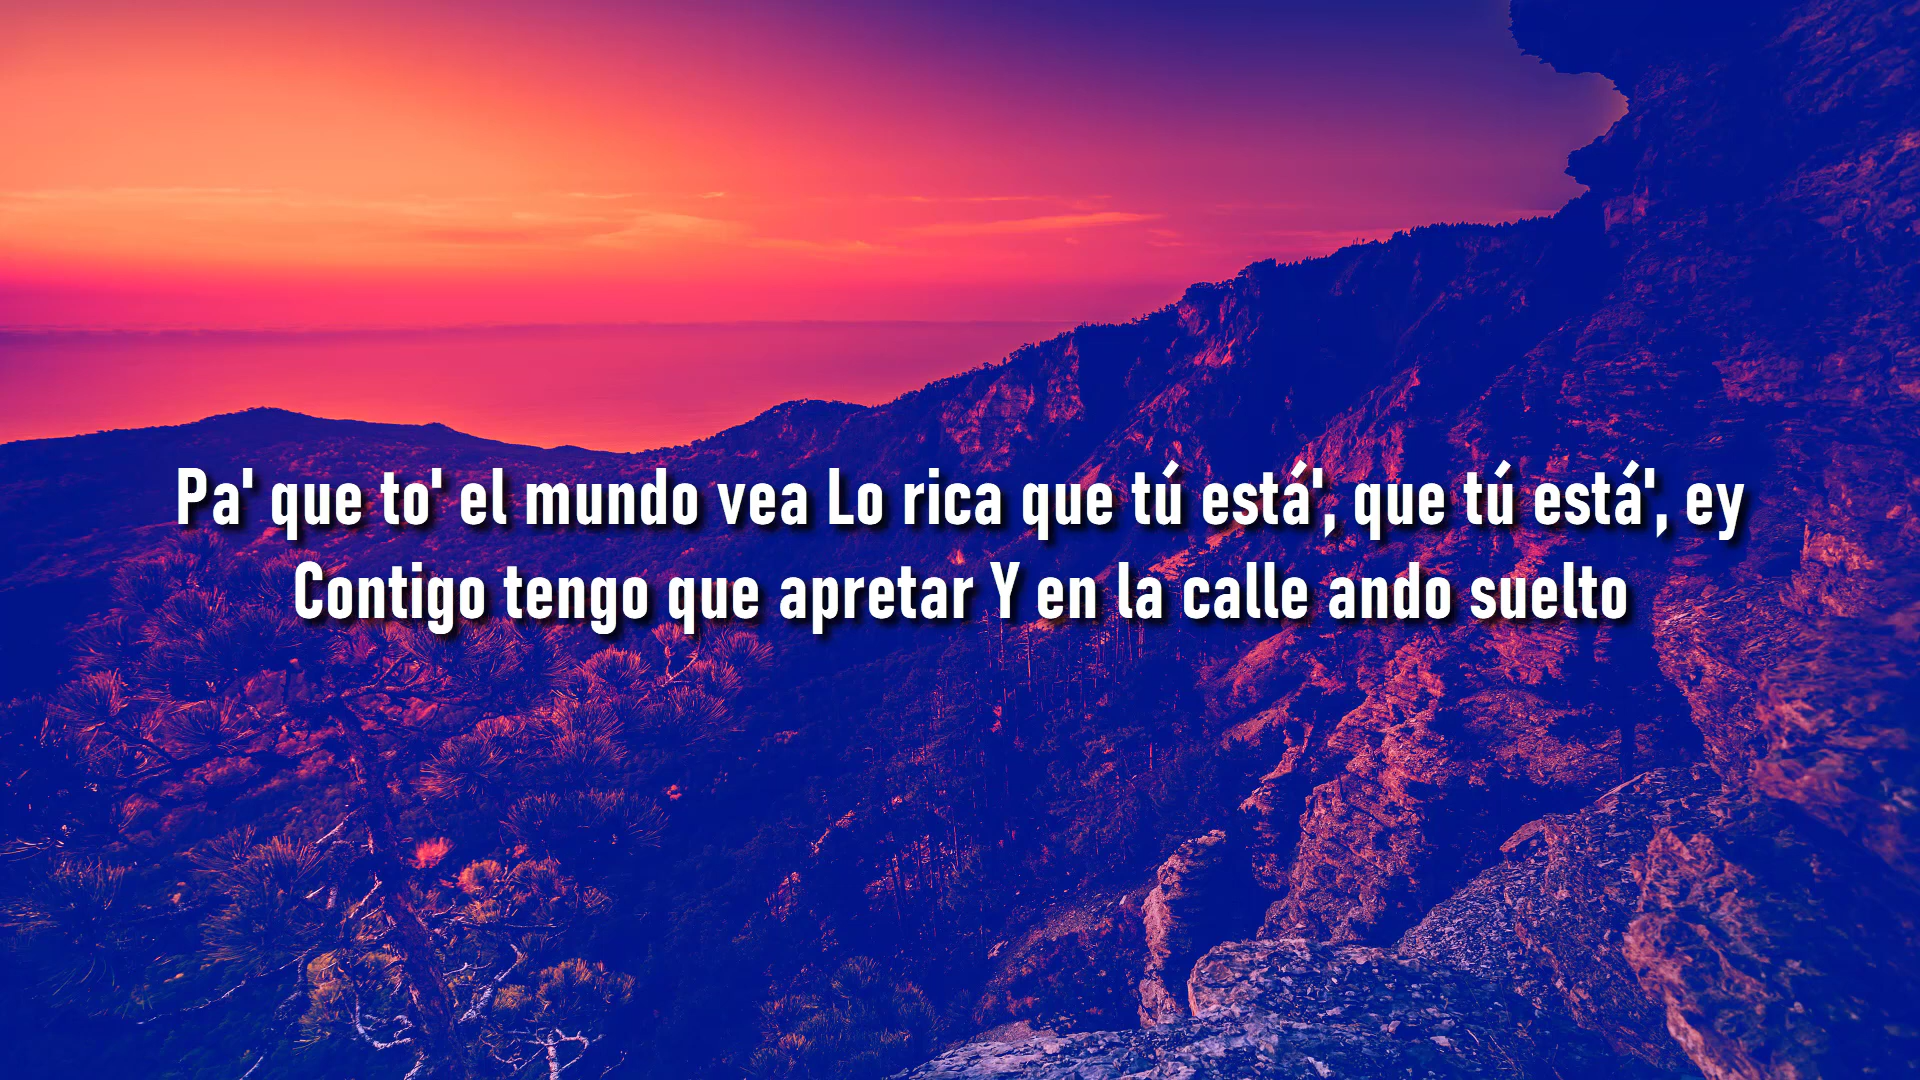 Pa' que to' el mundo vea Lo rica que tú está', que tú está', ey
Contigo tengo que apretar Y en la calle ando suelto